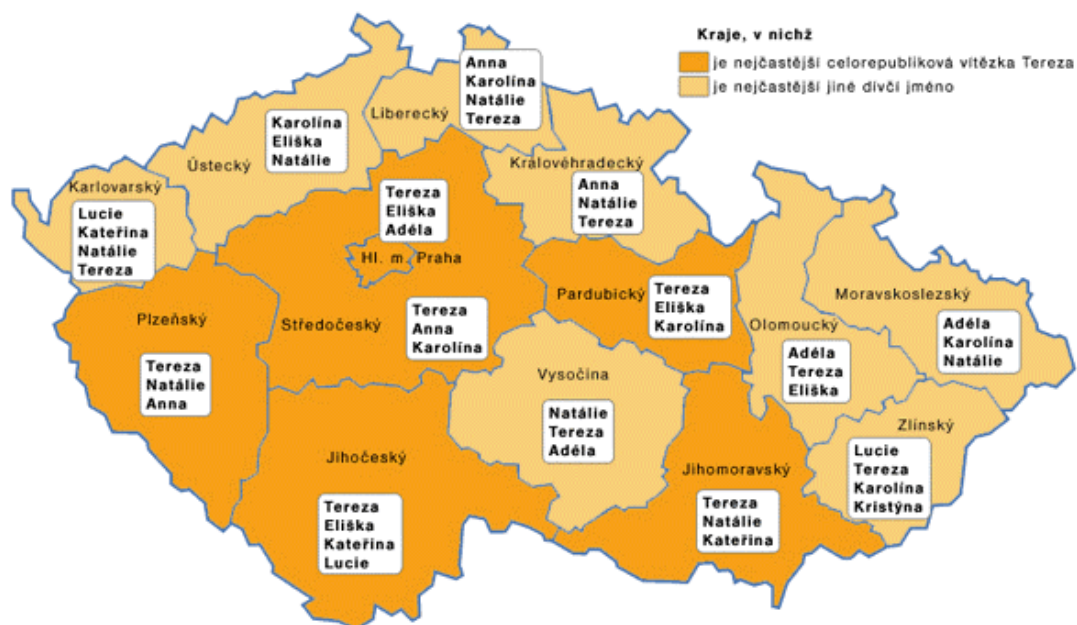 Kraje, v nichž
je nejčastější celorepubliková vítězka Tereza
je nejčastější jiné dívčí jméno
Liberecký
Anna
Karolína
Natálie
Tereza
Ústecký
Karolína
Eliška
Natálie
Královéhradecký
Anna
Natálie
Tereza
Karlovarský
Lucie
Kateřina
Natálie
Tereza
Tereza
Eliška
Adéla
Hl. m. Praha
Středočeský
Tereza
Anna
Karolína
Pardubický
Tereza
Eliška
Karolína
Moravskoslezský
Adéla
Karolína
Natálie
Olomoucký
Adéla
Tereza
Eliška
Plzeňský
Tereza
Natálie
Anna
Vysočina
Natálie
Tereza
Adéla
Zlínský
Lucie
Tereza
Karolína
Kristýna
Jihočeský
Tereza
Eliška
Kateřina
Lucie
Jihomoravský
Tereza
Natálie
Kateřina